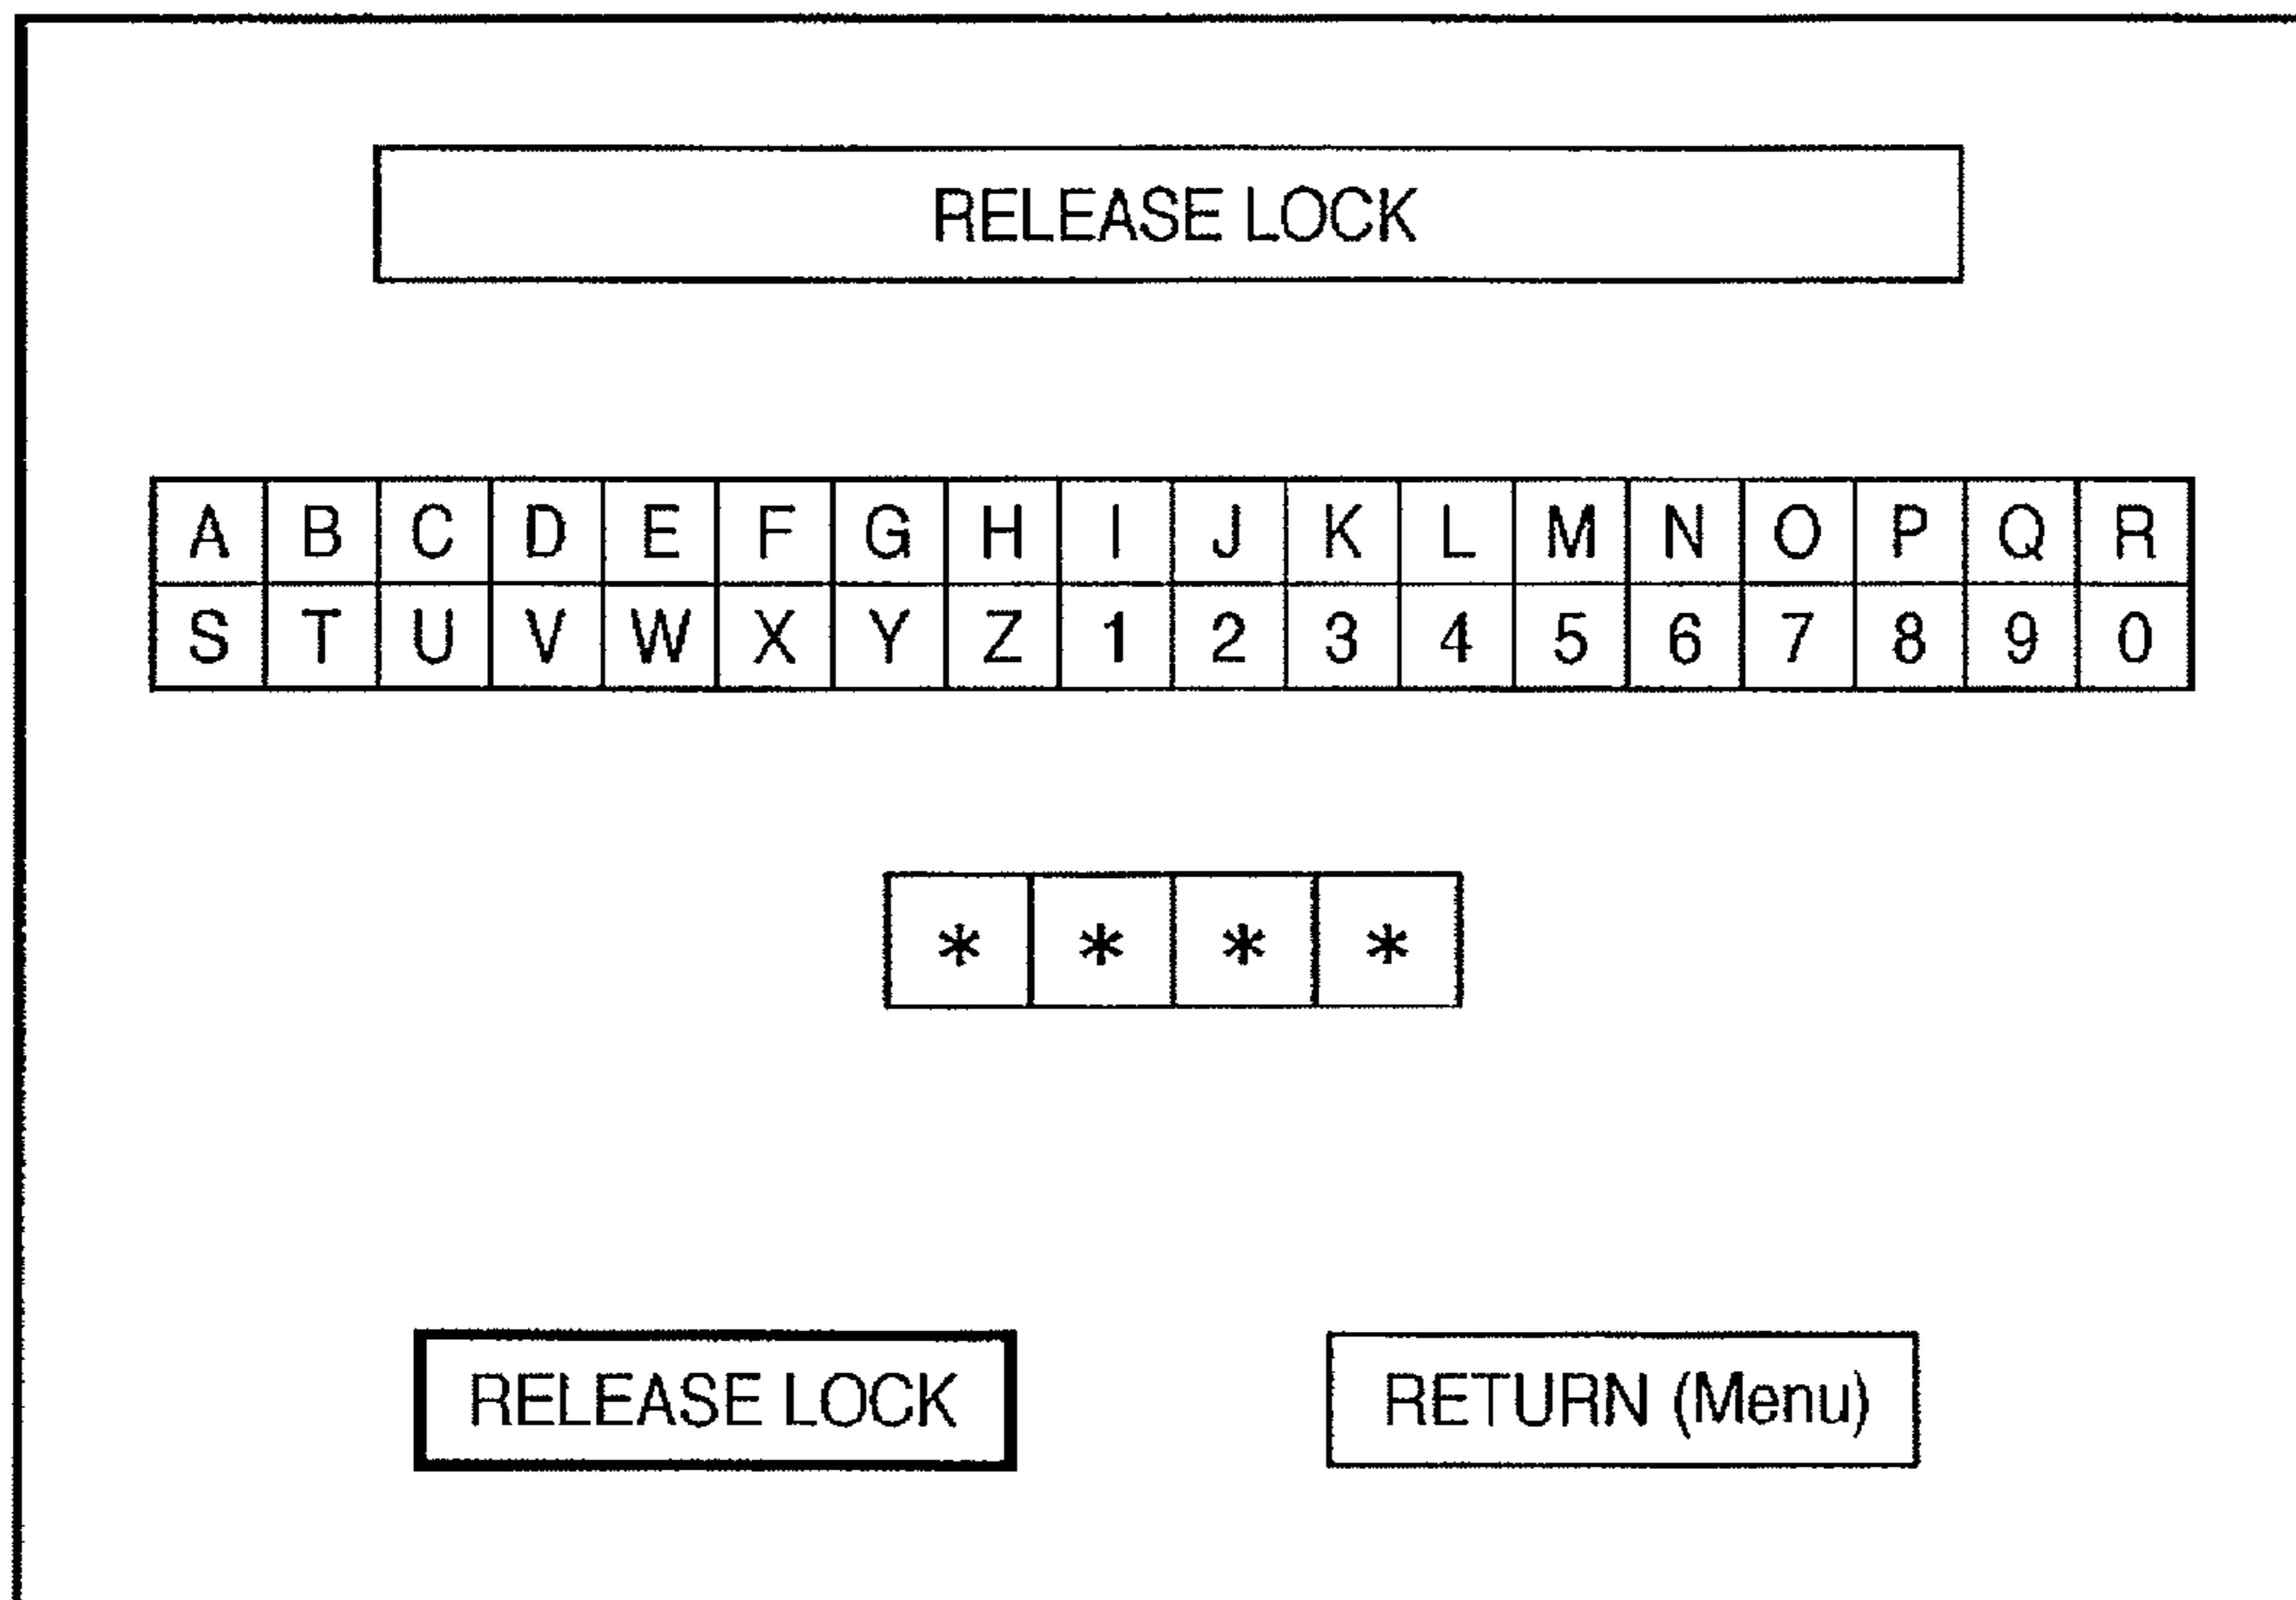 RELEASE LOCK
A B C D E F G H I J K L M N O P Q R
S T U V W X Y Z 1 2 3 4 5 6 7 8 9 0
* * * *
RELEASE LOCK RETURN (Menu)